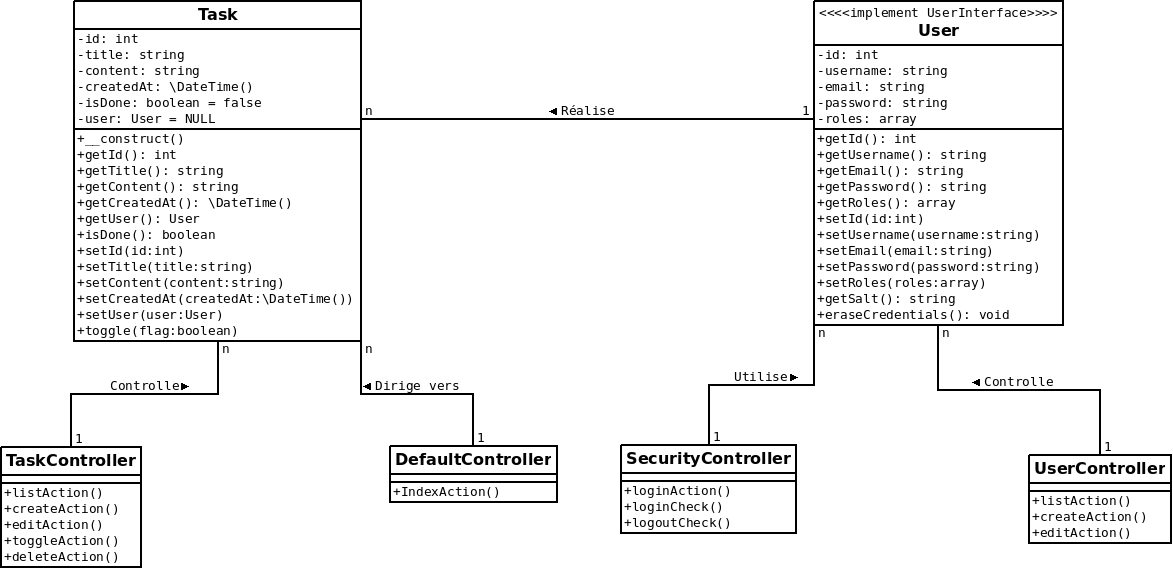 Task
-id: int
-title: string
-content: string
-createdAt: \DateTime()
-isDone: boolean = false
-user: User = NULL
+__construct()
+getId(): int
+getTitle(): string
+getContent(): string
+getCreatedAt(): \DateTime()
+getUser(): User
+isDone(): boolean
+setId(id:int)
+setTitle(title:string)
+setContent(content:string)
+setCreatedAt(createdAt:\DateTime())
+setUser(user:User)
+toggle(flag:boolean)
n
◄ Réalise
1
<<<<implement UserInterface>>>>
User
-id: int
-username: string
-email: string
-password: string
-roles: array
+getId(): int
+getUsername(): string
+getEmail(): string
+getPassword(): string
+getRoles(): array
+setId(id:int)
+setUsername(username:string)
+setEmail(email:string)
+setPassword(password:string)
+setRoles(roles:array)
+getSalt(): string
+eraseCredentials(): void
n
Controlle►
1
n
◄ Dirige vers
1
n
Utilise►
1
n
◄ Controlle
1
TaskController
+listAction()
+createAction()
+editAction()
+toggleAction()
+deleteAction()
DefaultController
+IndexAction()
SecurityController
+loginAction()
+loginCheck()
+logoutCheck()
UserController
+listAction()
+createAction()
+editAction()